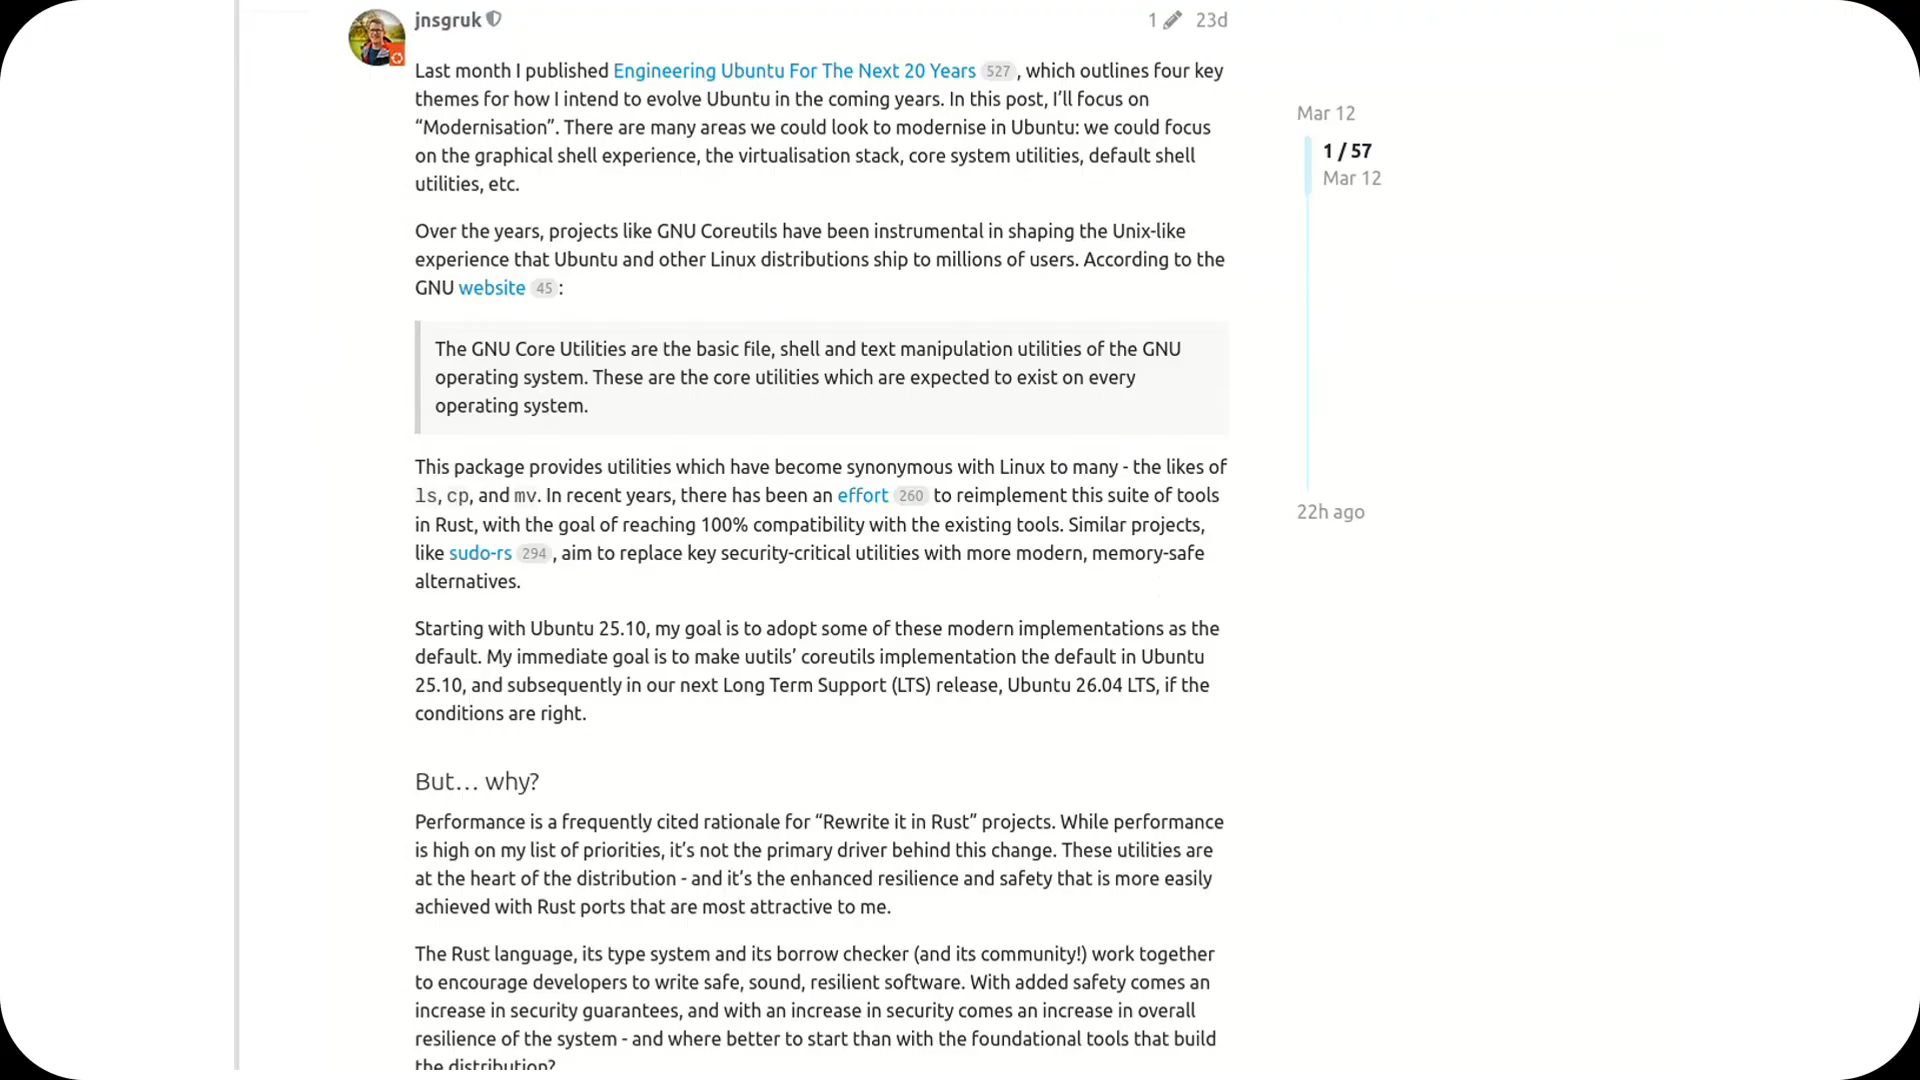 jnsgruk 1 23d
Last month I published Engineering Ubuntu For The Next 20 Years 527 , which outlines four key
themes for how I intend to evolve Ubuntu in the coming years. In this post, I’ll focus on
“Modernisation”. There are many areas we could look to modernise in Ubuntu: we could focus
on the graphical shell experience, the virtualisation stack, core system utilities, default shell
utilities, etc.
Over the years, projects like GNU Coreutils have been instrumental in shaping the Unix-like
experience that Ubuntu and other Linux distributions ship to millions of users. According to the
GNU website 45 :
The GNU Core Utilities are the basic file, shell and text manipulation utilities of the GNU
operating system. These are the core utilities which are expected to exist on every
operating system.
This package provides utilities which have become synonymous with Linux to many - the likes of
ls, cp, and mv. In recent years, there has been an effort 260 to reimplement this suite of tools
in Rust, with the goal of reaching 100% compatibility with the existing tools. Similar projects,
like sudo-rs 294 , aim to replace key security-critical utilities with more modern, memory-safe
alternatives.
Starting with Ubuntu 25.10, my goal is to adopt some of these modern implementations as the
default. My immediate goal is to make uutils’ coreutils implementation the default in Ubuntu
25.10, and subsequently in our next Long Term Support (LTS) release, Ubuntu 26.04 LTS, if the
conditions are right.
But… why?
Performance is a frequently cited rationale for “Rewrite it in Rust” projects. While performance
is high on my list of priorities, it’s not the primary driver behind this change. These utilities are
at the heart of the distribution - and it’s the enhanced resilience and safety that is more easily
achieved with Rust ports that are most attractive to me.
The Rust language, its type system and its borrow checker (and its community!) work together
to encourage developers to write safe, sound, resilient software. With added safety comes an
increase in security guarantees, and with an increase in security comes an increase in overall
resilience of the system - and where better to start than with the foundational tools that build
the distribution?
Mar 12
1 / 57
Mar 12
22h ago